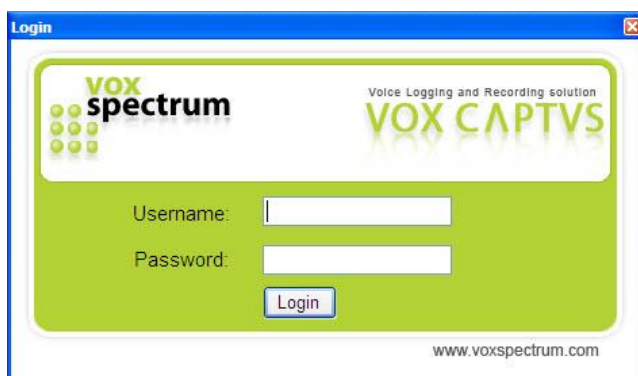 Login
vox
spectrum
Voice Logging and Recording solution
VOX CAPTVS
Username:
Password:
Login
www.voxspectrum.com